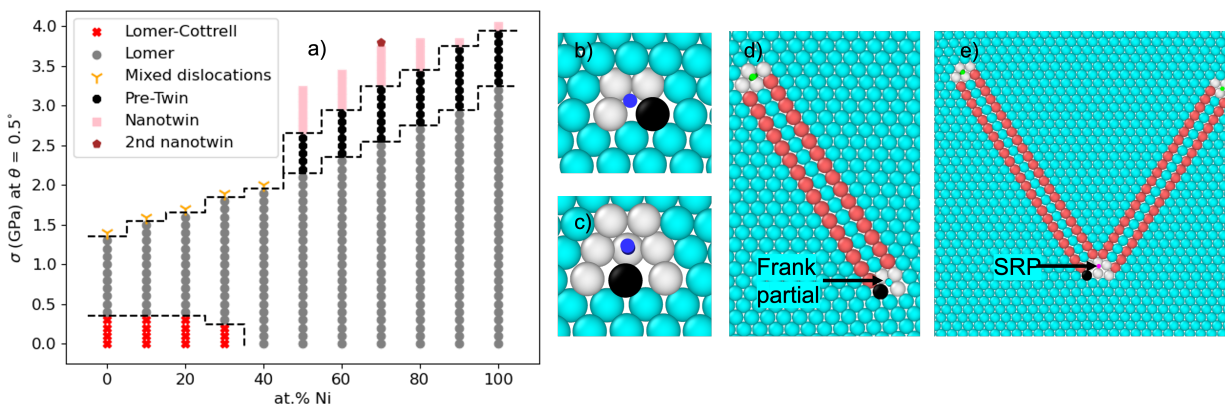 a)
Lomer-Cottrell
Lomer
Mixed dislocations
Pre-Twin
Nanotwin
2nd nanotwin
σ (GPa) at θ = 0.5°
4.0
3.5
3.0
2.5
2.0
1.5
1.0
0.5
0.0
0 20 40 60 80 100
at.% Ni
b)
c)
d)
Frank
partial
e)
SRP